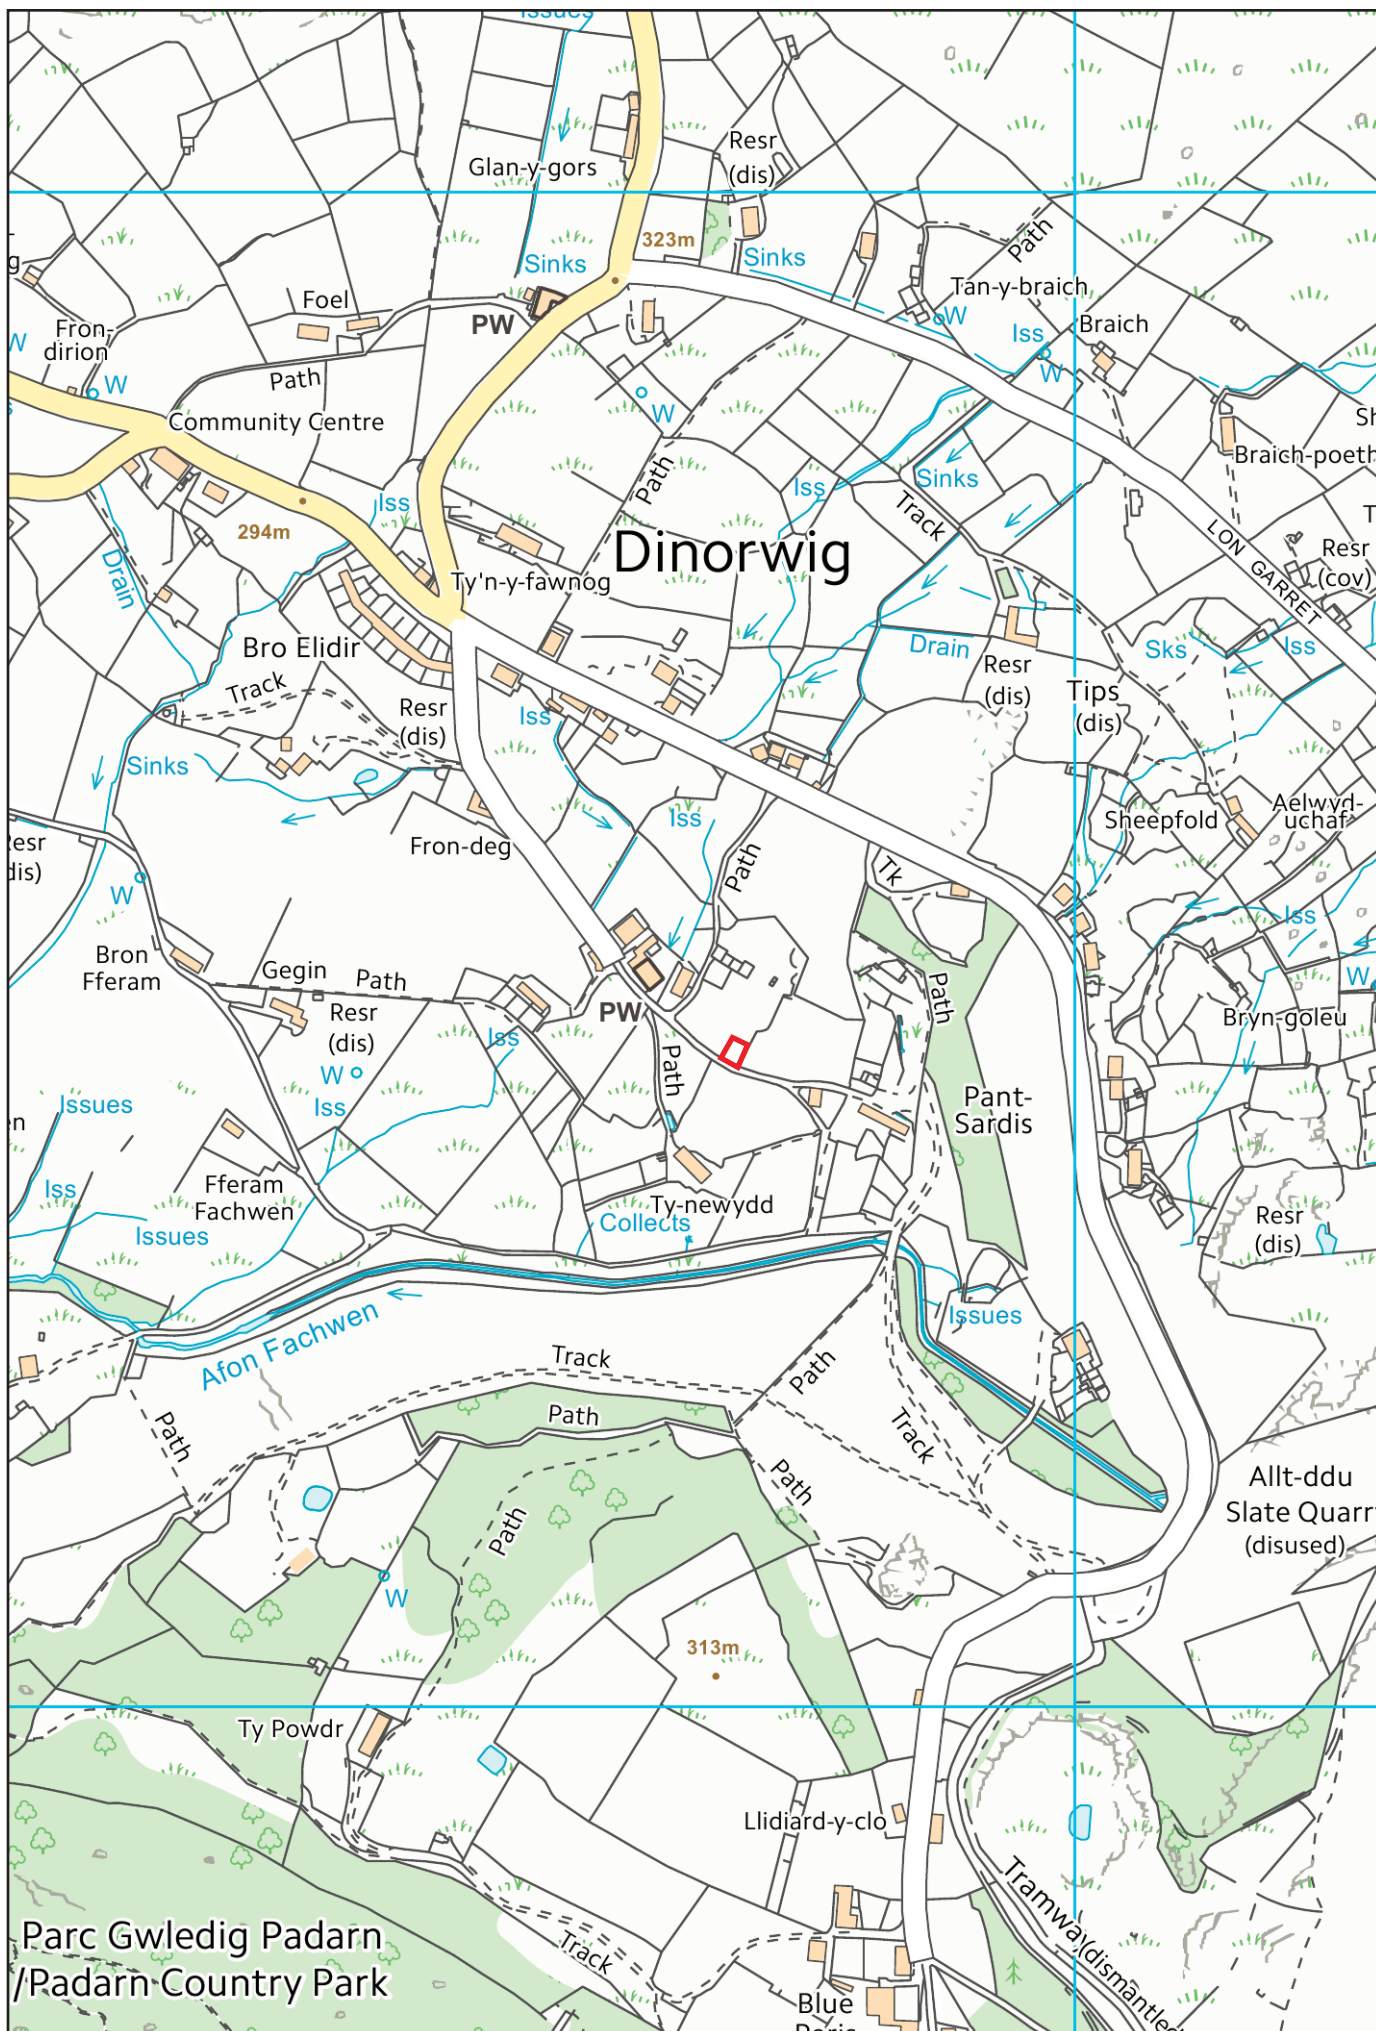 Issues
Glan-y-gors
Resr
(dis)
323m
Sinks
Sinks
Path
Tan-y-braich
W
Iss
W
Braich
Foel
PW
Fron-
dirion
W
W
Path
Community Centre
W
Path
Iss
Sinks
Track
Braich-poeth
LON GARRET
Resr
(cov)
294m
Iss
Drain
Dinorwig
Ty'n-y-fawnog
Bro Elidir
Track
Resr
(dis)
Iss
Drain
Resr
(dis)
Tips
(dis)
Sks
Iss
Sinks
Fron-deg
Iss
Path
Tk
Sheepfold
Aelwyd-
uchaf
Resr
dis)
W
Bron
Fferam
Gegin
Path
Resr
(dis)
W
Iss
Iss
PW
Path
Path
Iss
W
Bryn-goleu
Pant-
Sardis
Issues
Iss
Issues
Fferam
Fachwen
Ty-newydd
Collects
Resr
(dis)
Issues
Afon Fachwen
Track
Path
Path
Path
Track
Path
Path
W
Allt-ddu
Slate Quarr
(disused)
313m
Ty Powdr
Llidiard-y-clo
Tramway (dismantle
Parc Gwledig Padarn
/Padarn Country Park
Track
Blue